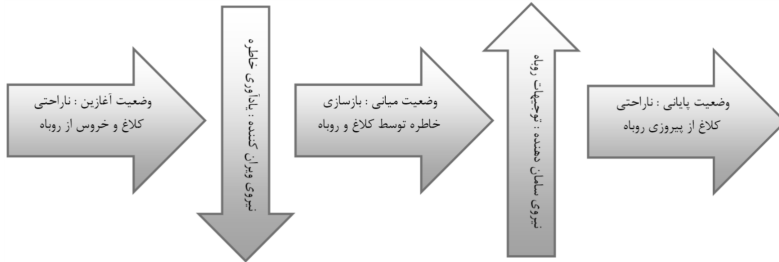 وضعیت آغازین : ناراحتی
کلاغ و خروس از روباه
نیروی ویران کننده : یادآوری خاطره
وضعیت میانی : بازسازی
خاطره توسط کلاغ و روباه
نیروی سامان دهنده : توجیهات روباه
وضعیت پایانی : ناراحتی
کلاغ از پیروزی روباه